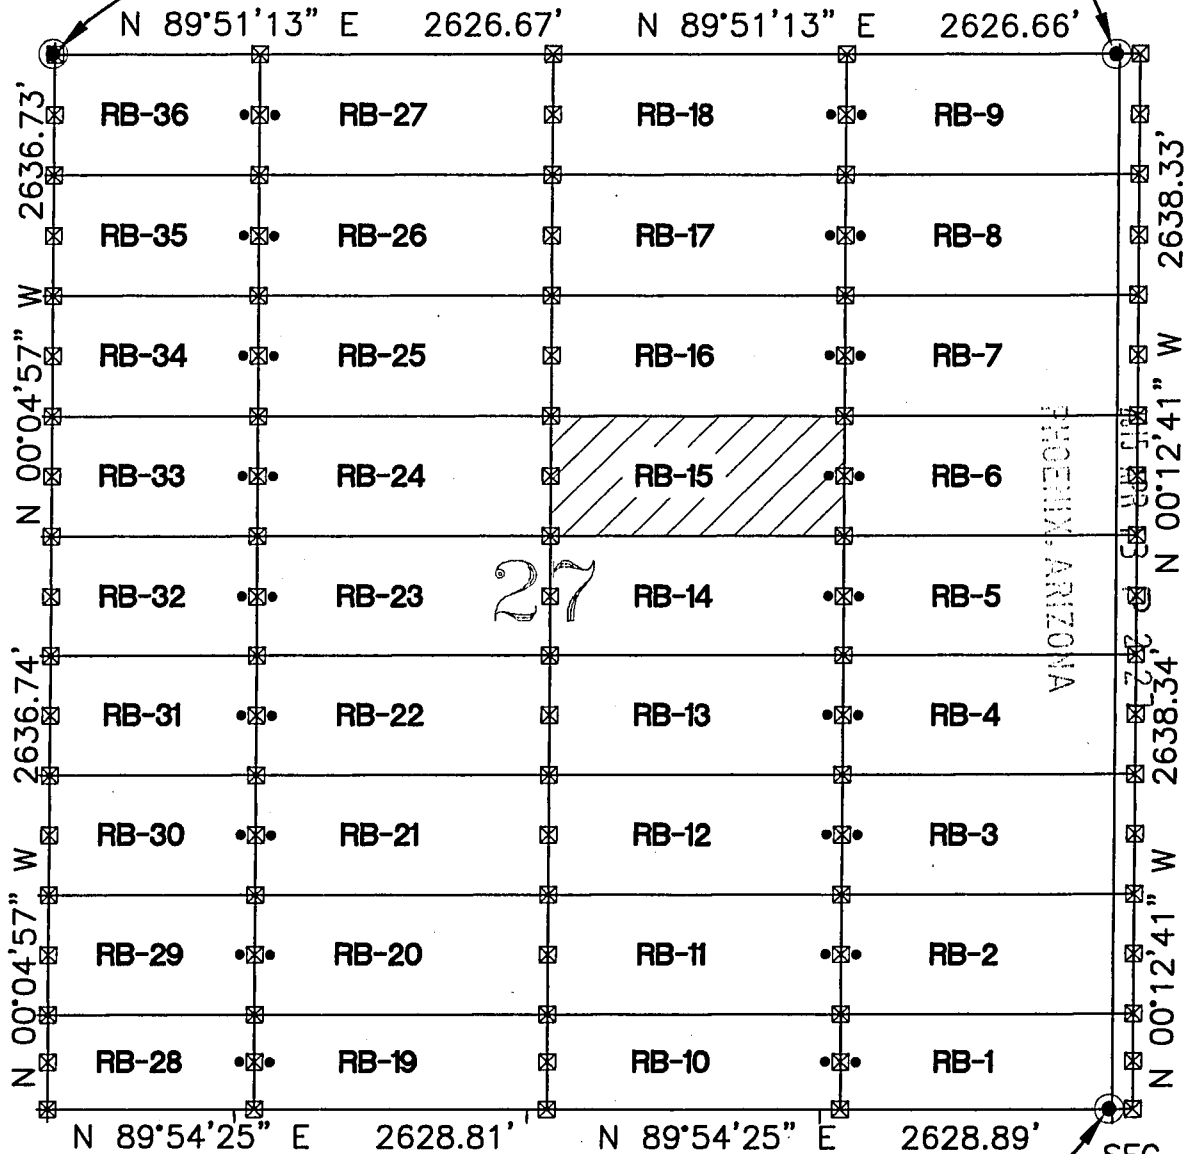 N 89°51'13" E 2626.67' N 89°51'13" E 2626.66'
2636.73'
N 00°04'57" W
2636.74'
N 00°04'57" W
RB-36 RB-27 RB-18 RB-9
RB-35 RB-26 RB-17 RB-8
RB-34 RB-25 RB-16 RB-7
RB-33 RB-24 RB-15 RB-6
RB-32 RB-23 RB-14 RB-5
27
RB-31 RB-22 RB-13 RB-4
RB-30 RB-21 RB-12 RB-3
RB-29 RB-20 RB-11 RB-2
RB-28 RB-19 RB-10 RB-1
2638.33'
N 00°12'41" W
2638.34'
N 00°12'41" W
PHOENIX, ARIZONA
N 89°54'25" E 2628.81' N 89°54'25" E 2628.89'